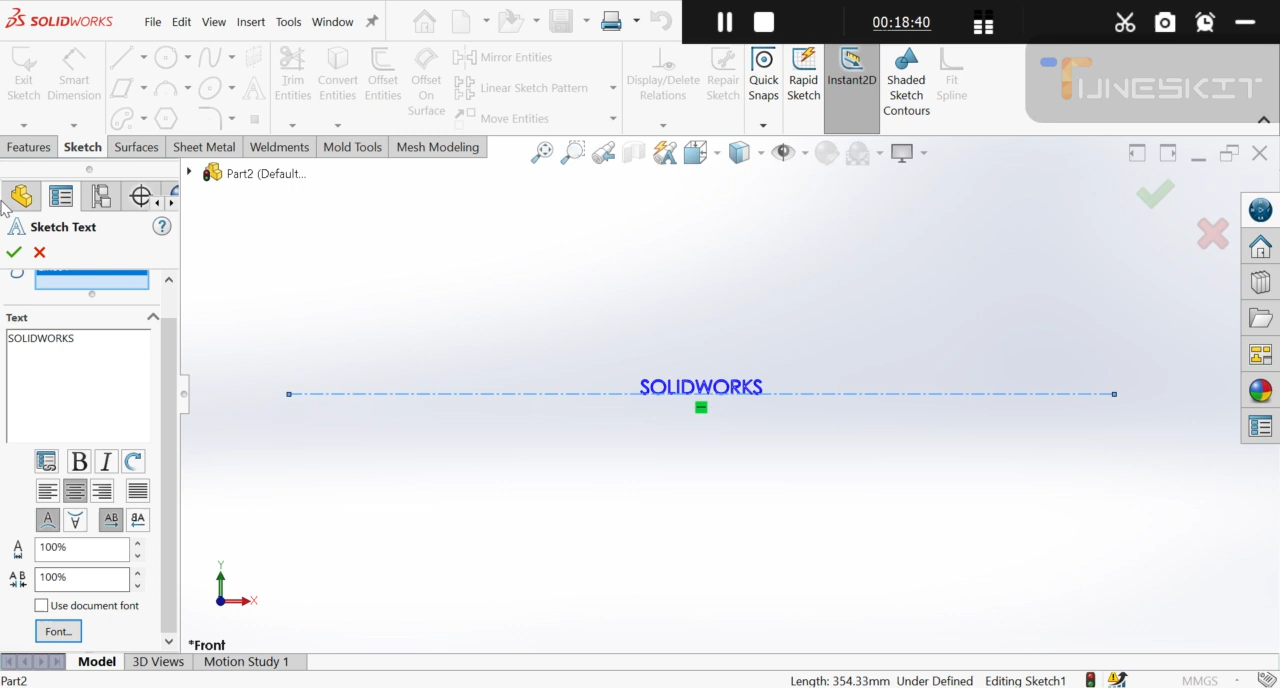 SOLIDWORKS File Edit View Insert Tools Window 00:18:40
Exit Sketch
Smart Dimension
Trim Entities
Convert Entities
Offset Entities
Offset On Surface
Mirror Entities
Linear Sketch Pattern
Move Entities
Display/Delete Relations
Repair Sketch
Quick Snaps
Rapid Sketch
Instant2D
Shaded Sketch Contours
Fit Spline
TUNESKIT
Features Sketch Surfaces Sheet Metal Weldments Mold Tools Mesh Modeling
Part2 (Default...
Sketch Text
Text
SOLIDWORKS
SOLIDWORKS
B I
AB
100%
100%
Use document font
Font...
Y
X
*Front
Model 3D Views Motion Study 1
Part2 Length: 354.33mm Under Defined Editing Sketch1 MMGS